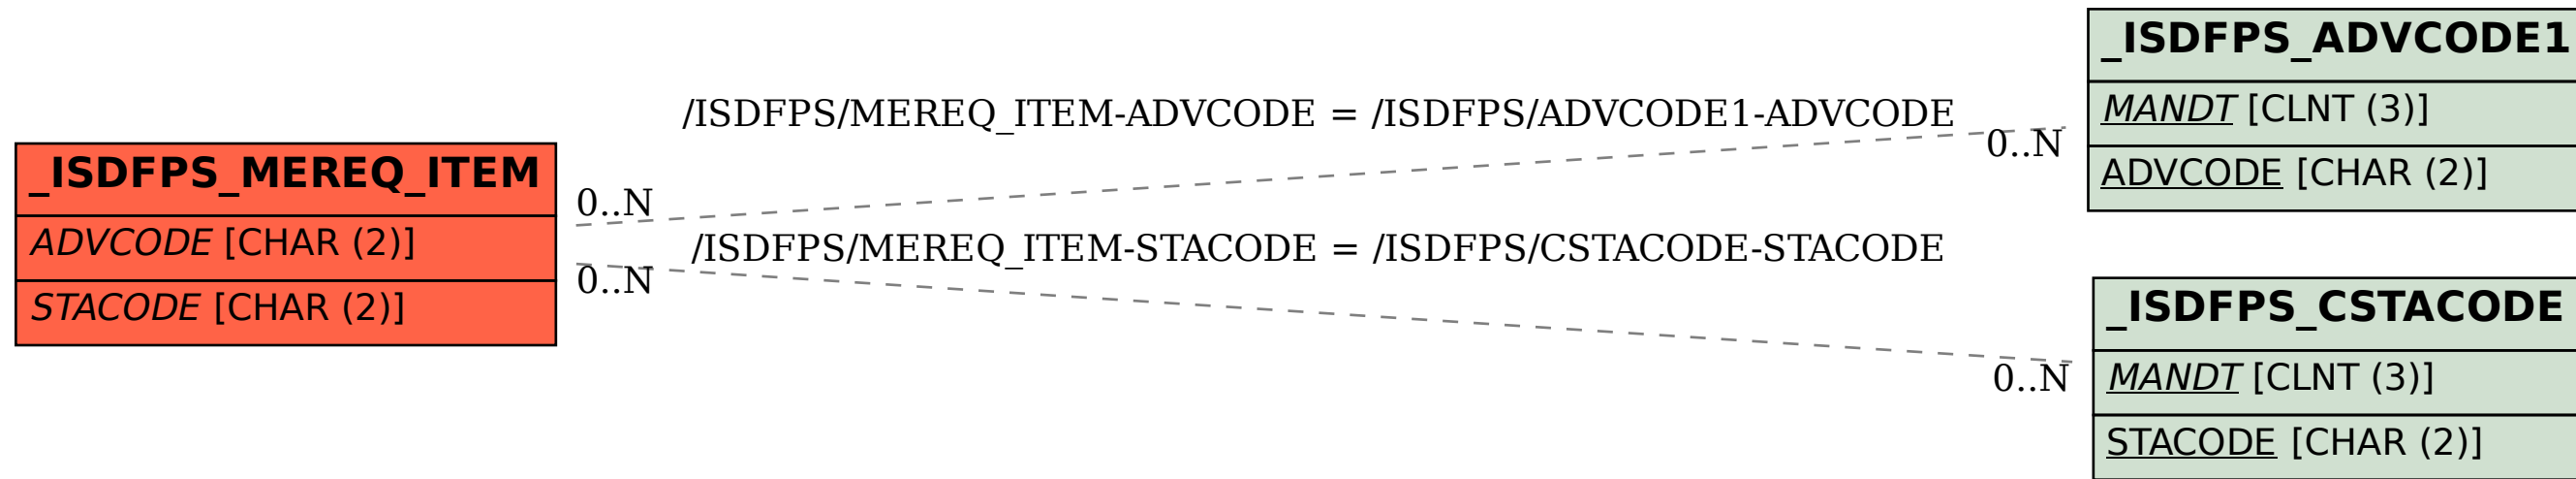 _ISDFPS_MEREQ_ITEM
ADVCODE [CHAR (2)]
STACODE [CHAR (2)]
/ISDFPS/MEREQ_ITEM-ADVCODE = /ISDFPS/ADVCODE1-ADVCODE
0..N
0..N
/ISDFPS/MEREQ_ITEM-STACODE = /ISDFPS/CSTACODE-STACODE
0..N
0..N
_ISDFPS_ADVCODE1
MANDT [CLNT (3)]
ADVCODE [CHAR (2)]
_ISDFPS_CSTACODE
MANDT [CLNT (3)]
STACODE [CHAR (2)]